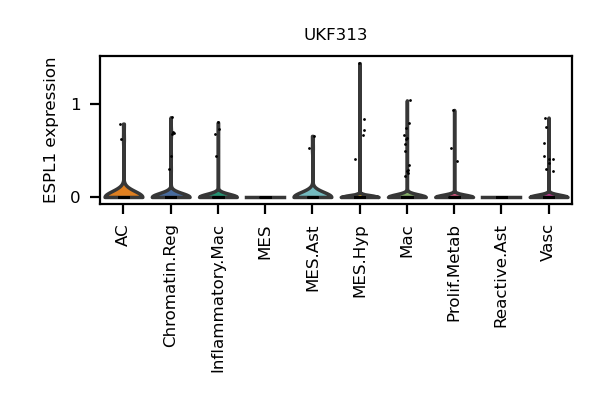 UKF313
ESPL1 expression
1
0
AC
Chromatin.Reg
Inflammatory.Mac
MES
MES.Ast
MES.Hyp
Mac
Prolif.Metab
Reactive.Ast
Vasc